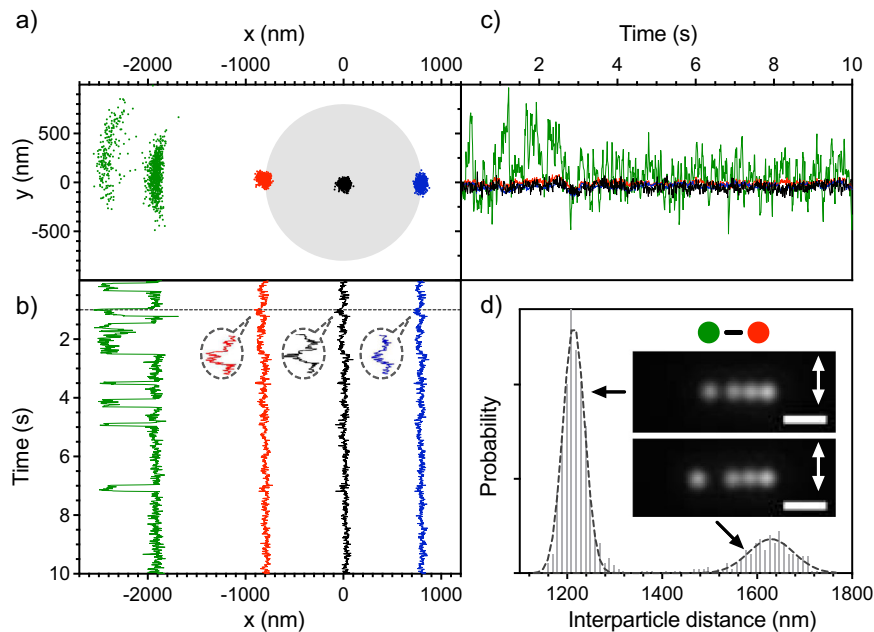 a)
x (nm)
-2000 -1000 0 1000
y (nm)
500
0
-500
c)
Time (s)
2 4 6 8 10
b)
Time (s)
2
4
6
8
10
-2000 -1000 0 1000
x (nm)
d)
Probability
1200 1400 1600 1800
Interparticle distance (nm)